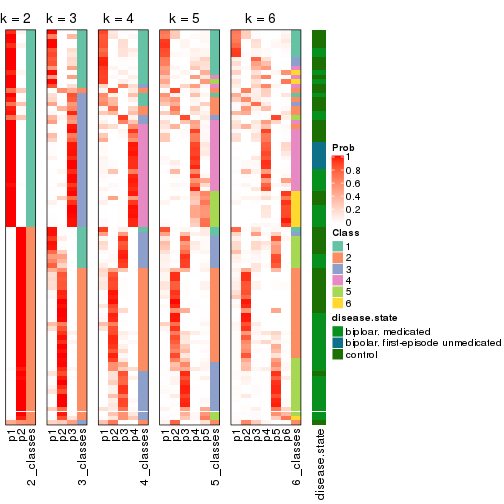 k = 2
k = 3
k = 4
k = 5
k = 6
Prob
1
0.8
0.6
0.4
0.2
0
Class
1
2
3
4
5
6
disease.state
biploar, medicated
bipolar, first-episode unmedicated
control
p1
p2
2_classes
p1
p2
p3
3_classes
p1
p2
p3
p4
4_classes
p1
p2
p3
p4
p5
5_classes
p1
p2
p3
p4
p5
p6
6_classes
disease.state